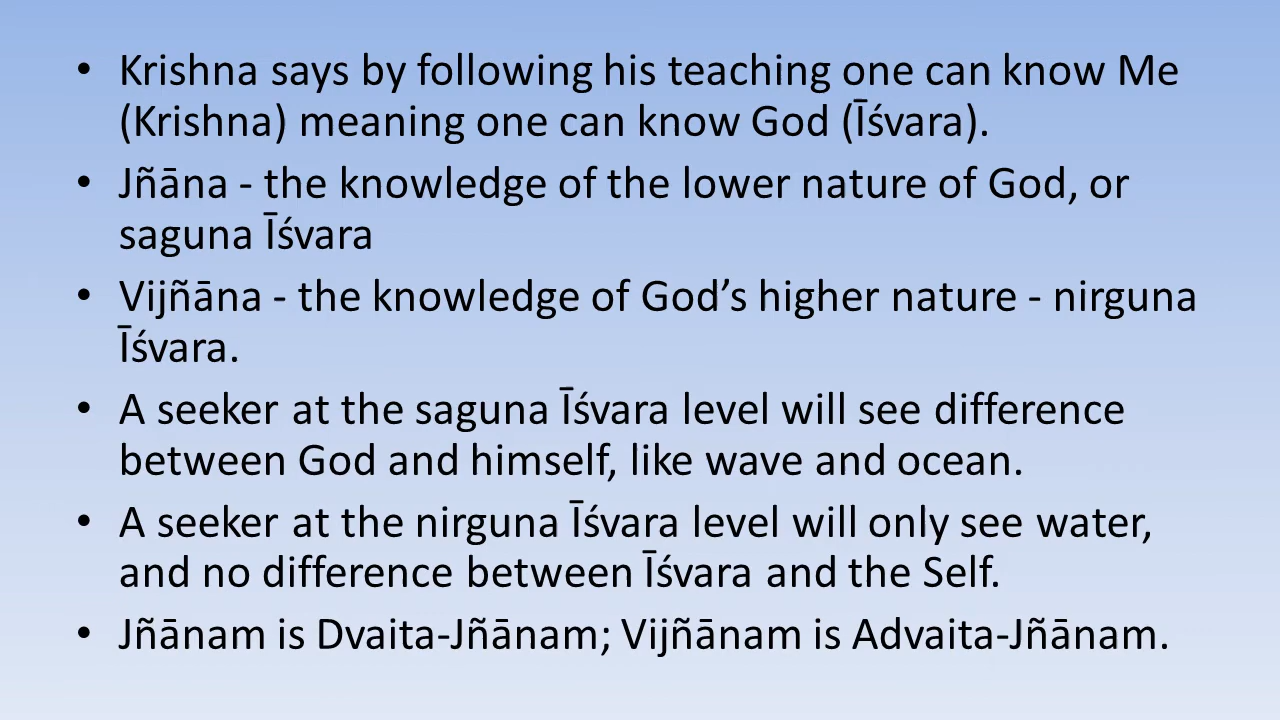 • Krishna says by following his teaching one can know Me
(Krishna) meaning one can know God (Īśvara).
• Jñāna - the knowledge of the lower nature of God, or
saguna Īśvara
• Vijñāna - the knowledge of God’s higher nature - nirguna
Īśvara.
• A seeker at the saguna Īśvara level will see difference
between God and himself, like wave and ocean.
• A seeker at the nirguna Īśvara level will only see water,
and no difference between Īśvara and the Self.
• Jñānam is Dvaita-Jñānam; Vijñānam is Advaita-Jñānam.